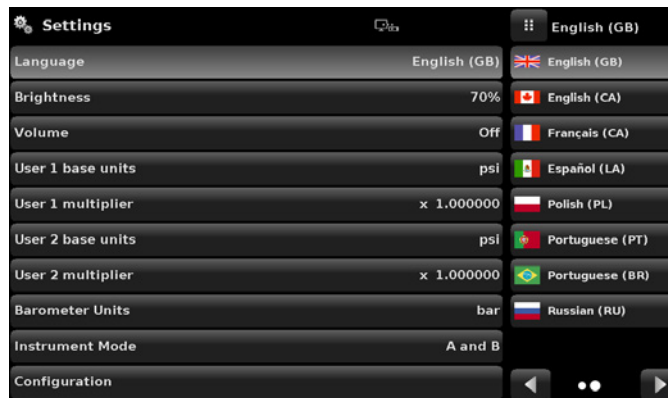 Settings
Language English (GB)
Brightness 70%
Volume Off
User 1 base units psi
User 1 multiplier x 1.000000
User 2 base units psi
User 2 multiplier x 1.000000
Barometer Units bar
Instrument Mode A and B
Configuration
English (GB)
English (GB)
English (CA)
Français (CA)
Español (LA)
Polish (PL)
Portuguese (PT)
Portuguese (BR)
Russian (RU)